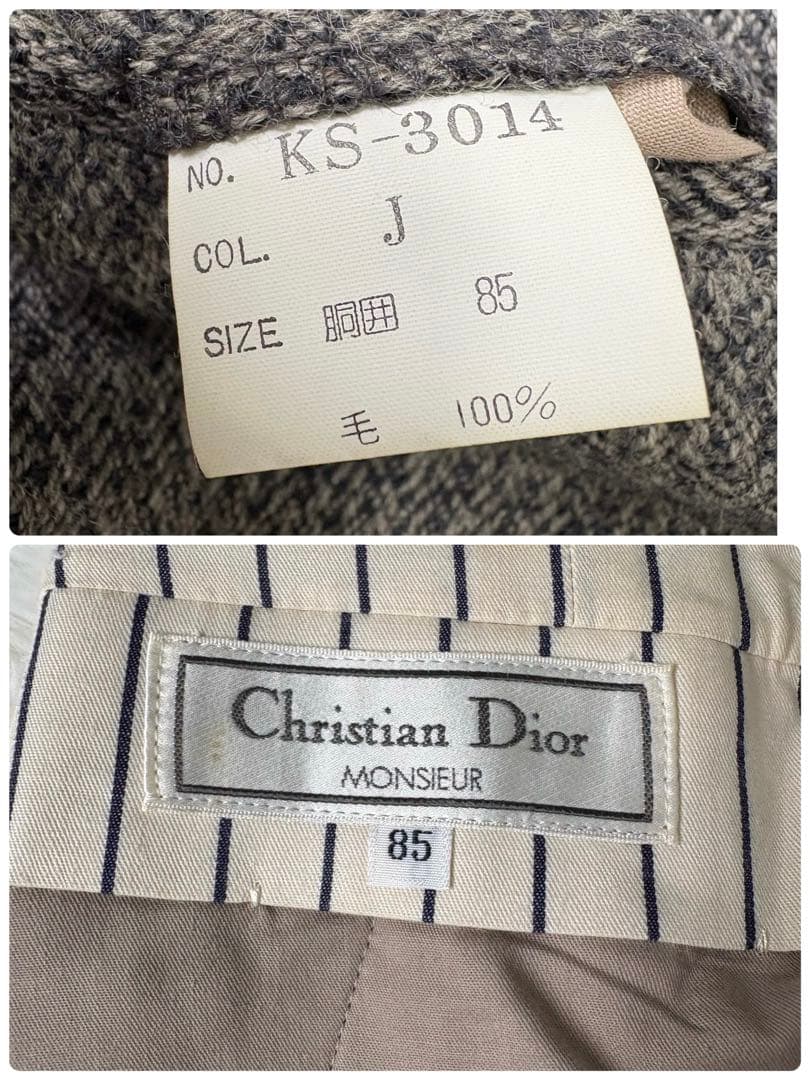 NO. KS-3014
COL. J
SIZE 胴囲 85
毛 100%
Christian Dior
MONSIEUR
85